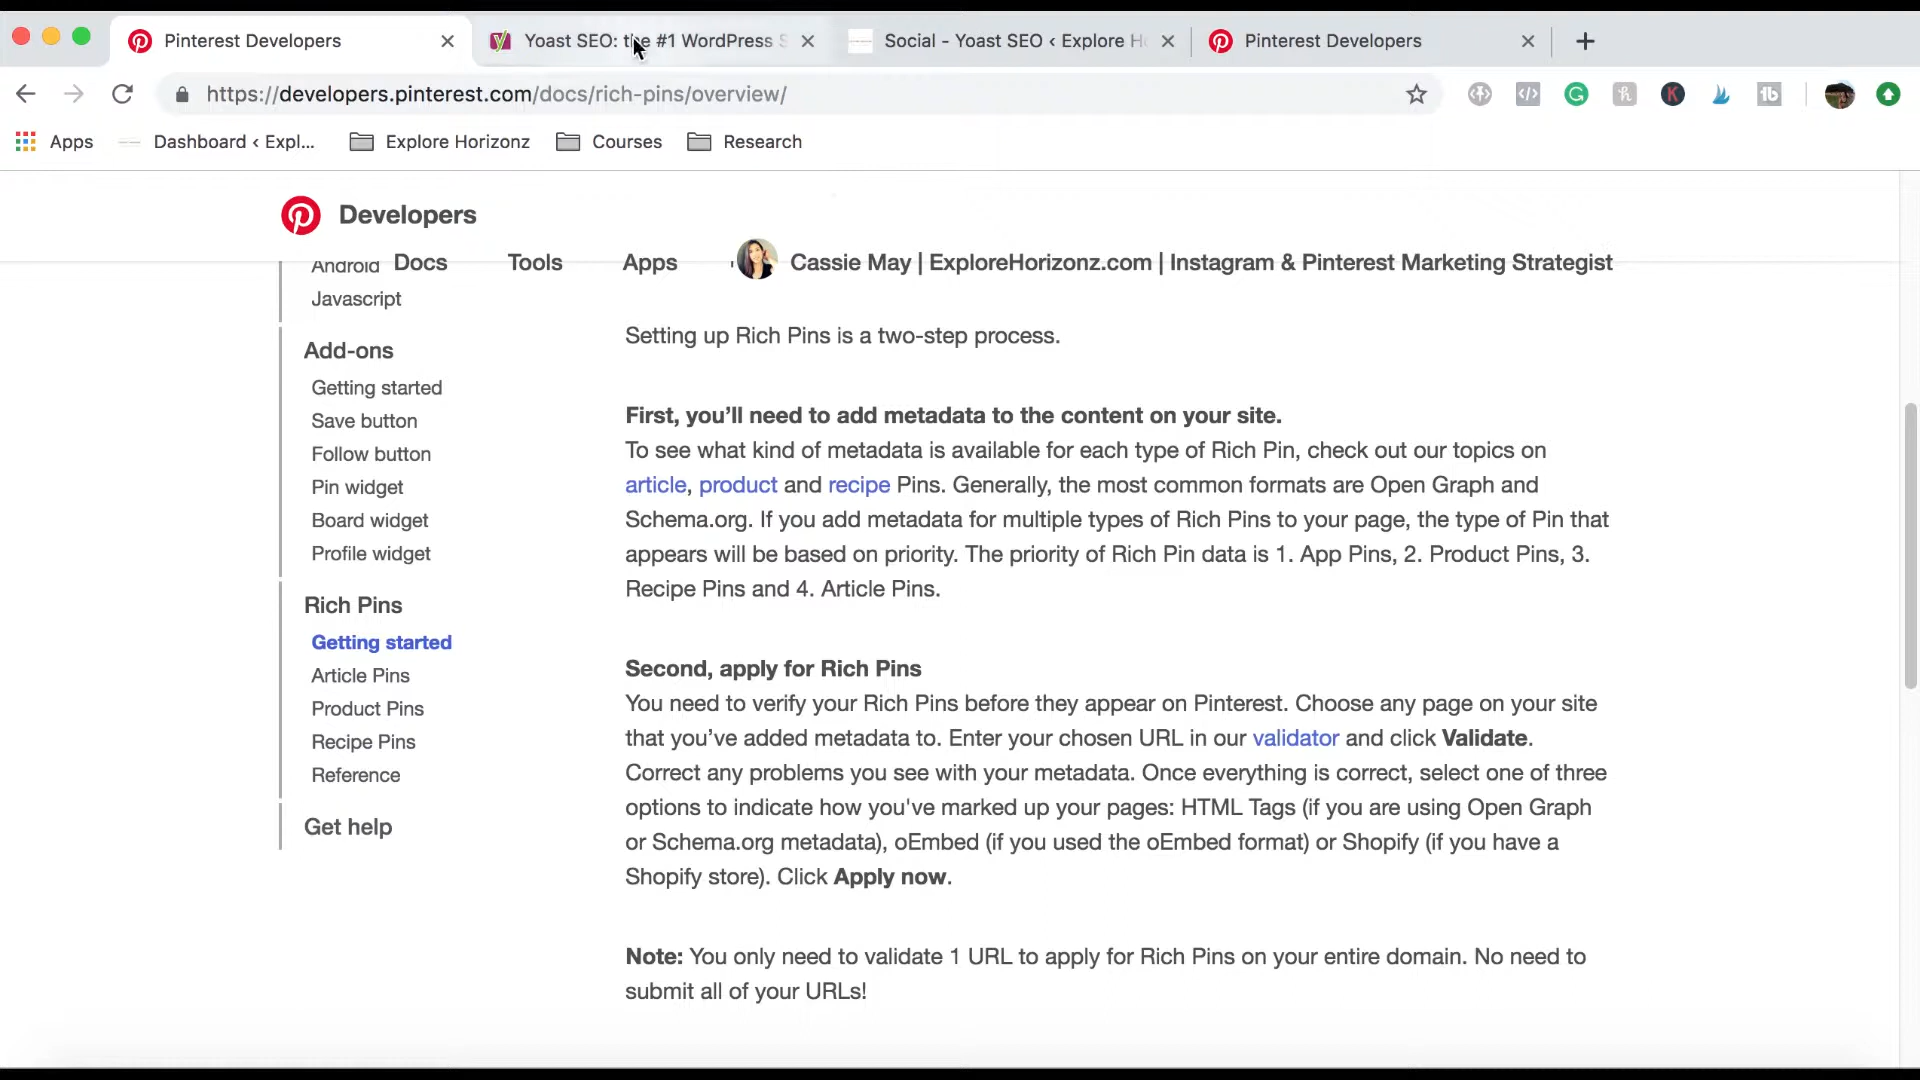 Pinterest Developers
Yoast SEO: the #1 WordPress S
Social - Yoast SEO ‹ Explore Ho
Pinterest Developers
https://developers.pinterest.com/docs/rich-pins/overview/
Apps
Dashboard ‹ Expl...
Explore Horizonz
Courses
Research
Developers
Docs
Tools
Apps
Cassie May | ExploreHorizonz.com | Instagram & Pinterest Marketing Strategist
Android
Javascript
Add-ons
Getting started
Save button
Follow button
Pin widget
Board widget
Profile widget
Rich Pins
Getting started
Article Pins
Product Pins
Recipe Pins
Reference
Get help
Setting up Rich Pins is a two-step process.
First, you’ll need to add metadata to the content on your site.
To see what kind of metadata is available for each type of Rich Pin, check out our topics on
article, product and recipe Pins. Generally, the most common formats are Open Graph and
Schema.org. If you add metadata for multiple types of Rich Pins to your page, the type of Pin that
appears will be based on priority. The priority of Rich Pin data is 1. App Pins, 2. Product Pins, 3.
Recipe Pins and 4. Article Pins.
Second, apply for Rich Pins
You need to verify your Rich Pins before they appear on Pinterest. Choose any page on your site
that you’ve added metadata to. Enter your chosen URL in our validator and click Validate.
Correct any problems you see with your metadata. Once everything is correct, select one of three
options to indicate how you've marked up your pages: HTML Tags (if you are using Open Graph
or Schema.org metadata), oEmbed (if you used the oEmbed format) or Shopify (if you have a
Shopify store). Click Apply now.
Note: You only need to validate 1 URL to apply for Rich Pins on your entire domain. No need to
submit all of your URLs!